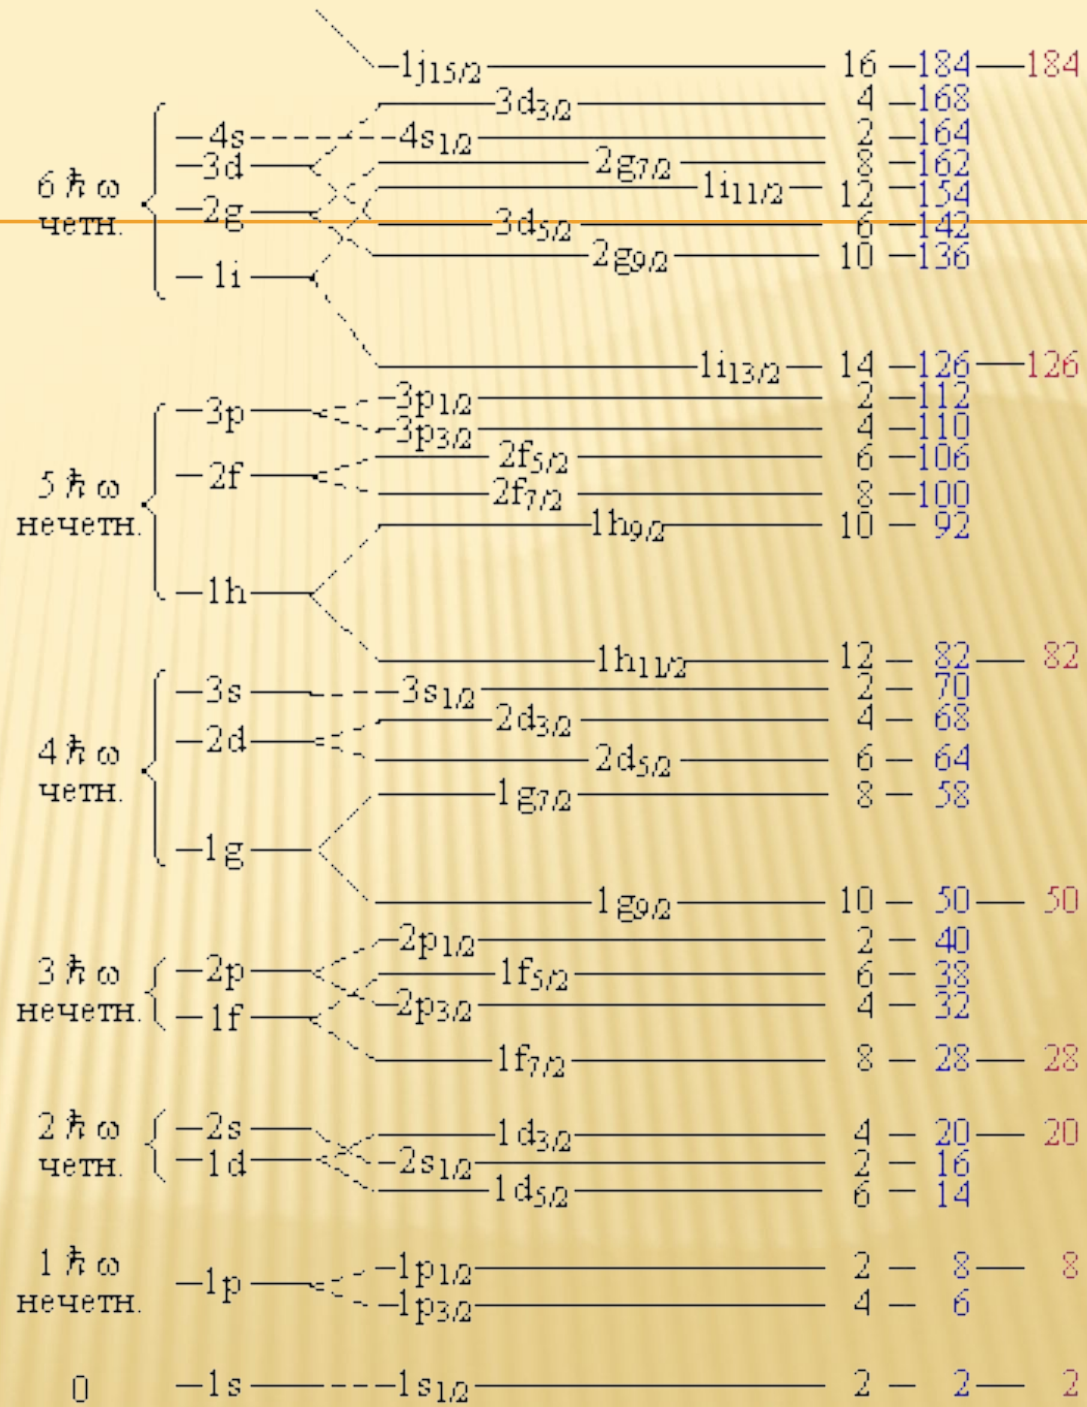 1j15/2 16 184 184
3d3/2 4 168
4s 4s1/2 2 164
3d 2g7/2 8 162
6 ℏ ω 1i11/2 12 154
четн. 2g 3d5/2 6 142
2g9/2 10 136
1i
1i13/2 14 126 126
3p 3p1/2 2 112
3p3/2 4 110
2f5/2 6 106
5 ℏ ω 2f 2f7/2 8 100
нечетн. 1h9/2 10 92
1h
1h11/2 12 82 82
3s 3s1/2 2 70
2d3/2 4 68
4 ℏ ω 2d 2d5/2 6 64
четн. 1g7/2 8 58
1g
1g9/2 10 50 50
2p1/2 2 40
3 ℏ ω 2p 1f5/2 6 38
нечетн. 1f 2p3/2 4 32
1f7/2 8 28 28
2 ℏ ω 2s 1d3/2 4 20 20
четн. 1d 2s1/2 2 16
1d5/2 6 14
1 ℏ ω 1p 1p1/2 2 8 8
нечетн. 1p3/2 4 6
0 1s 1s1/2 2 2 2